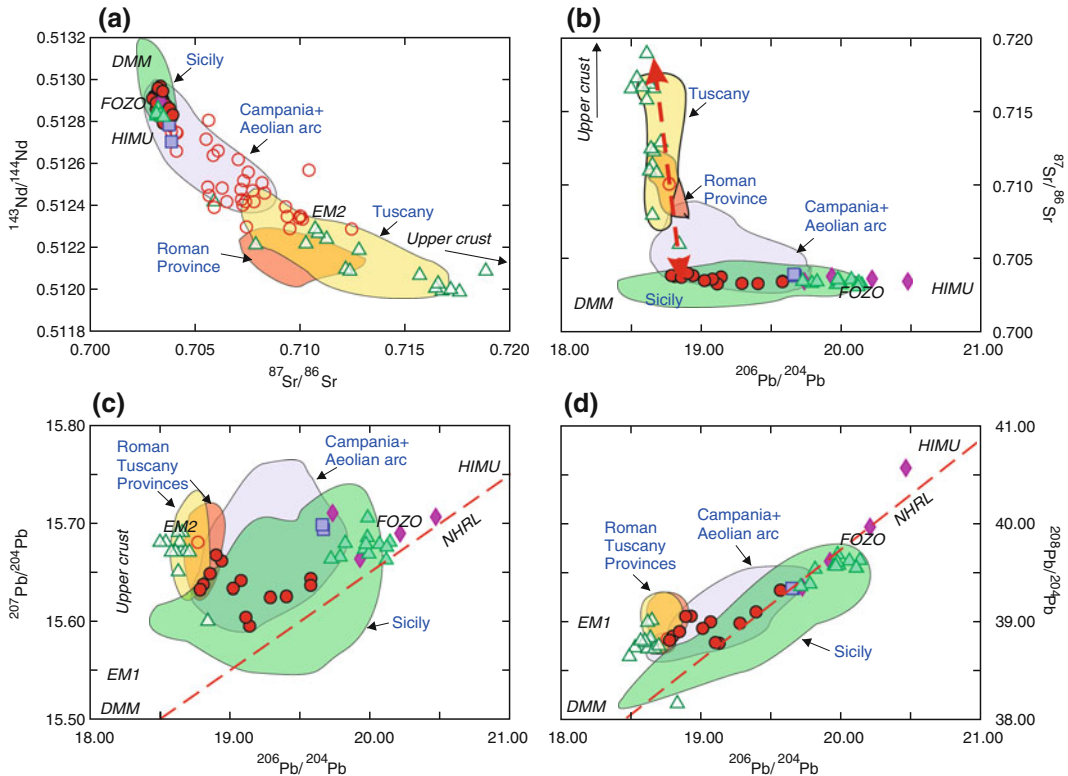 (a)
0.5132
0.5130
0.5128
0.5126
0.5124
0.5122
0.5120
0.5118
143Nd/144Nd
DMM
Sicily
FOZO
HIMU
Campania+
Aeolian arc
EM2
Tuscany
Upper crust
Roman
Province
0.700
0.705
0.710
0.715
0.720
87Sr/86Sr
(b)
Upper crust
Tuscany
Roman
Province
Campania+
Aeolian arc
DMM
Sicily
FOZO
HIMU
0.720
0.715
0.710
0.705
0.700
87Sr/86Sr
18.00
19.00
20.00
21.00
206Pb/204Pb
(c)
15.80
15.70
15.60
15.50
207Pb/204Pb
Roman
Tuscany
Provinces
Campania+
Aeolian arc
HIMU
EM2
FOZO
NHRL
Upper crust
Sicily
EM1
DMM
18.00
19.00
20.00
21.00
206Pb/204Pb
(d)
41.00
40.00
39.00
38.00
208Pb/204Pb
HIMU
NHRL
Campania+
Aeolian arc
Roman
Tuscany
Provinces
FOZO
EM1
Sicily
DMM
18.00
19.00
20.00
21.00
206Pb/204Pb